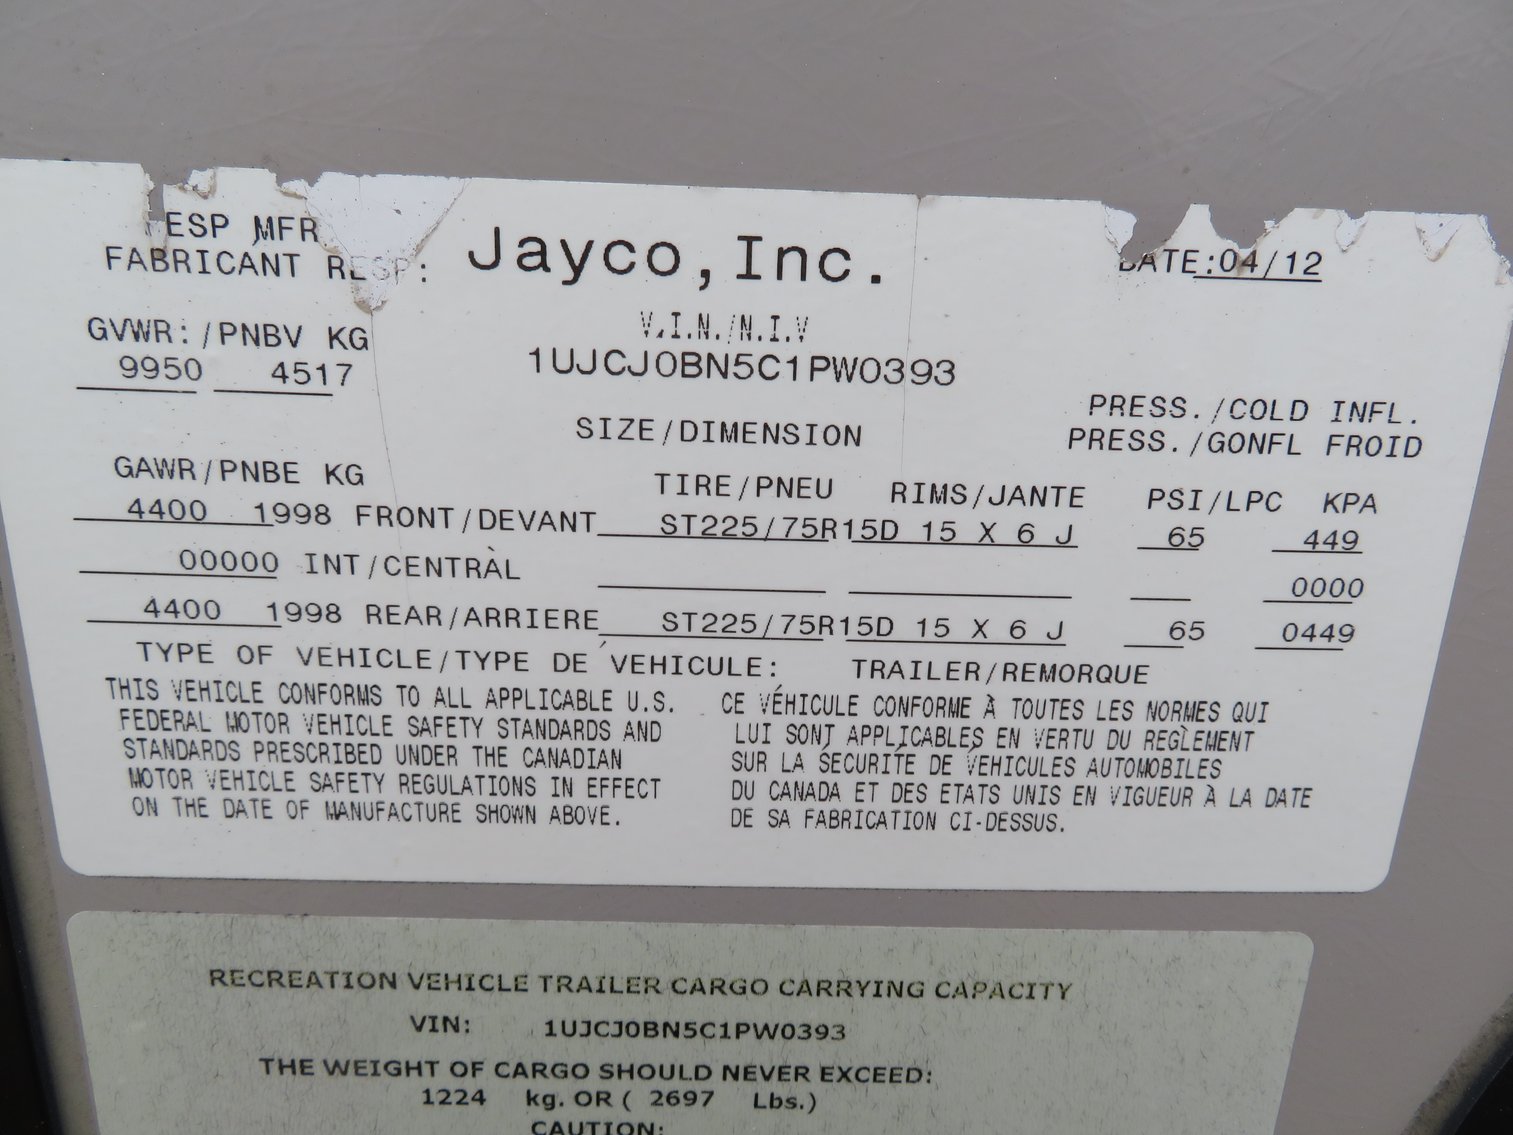 RESP MFR
FABRICANT RESP:
Jayco, Inc.
DATE:04/12
GVWR:/PNBV KG
9950 4517
V.I.N./N.I.V
1UJCJ0BN5C1PW0393
SIZE/DIMENSION
PRESS./COLD INFL.
PRESS./GONFL FROID
GAWR/PNBE KG TIRE/PNEU RIMS/JANTE PSI/LPC KPA
4400 1998 FRONT/DEVANT ST225/75R15D 15 X 6 J 65 449
00000 INT/CENTRAL 0000
4400 1998 REAR/ARRIERE ST225/75R15D 15 X 6 J 65 0449
TYPE OF VEHICLE/TYPE DE VÉHICULE: TRAILER/REMORQUE
THIS VEHICLE CONFORMS TO ALL APPLICABLE U.S.
FEDERAL MOTOR VEHICLE SAFETY STANDARDS AND
STANDARDS PRESCRIBED UNDER THE CANADIAN
MOTOR VEHICLE SAFETY REGULATIONS IN EFFECT
ON THE DATE OF MANUFACTURE SHOWN ABOVE.
CE VÉHICULE CONFORME À TOUTES LES NORMES QUI
LUI SONT APPLICABLES EN VERTU DU REGLEMENT
SUR LA SÉCURITÉ DE VÉHICULES AUTOMOBILES
DU CANADA ET DES ETATS UNIS EN VIGUEUR À LA DATE
DE SA FABRICATION CI-DESSUS.
RECREATION VEHICLE TRAILER CARGO CARRYING CAPACITY
VIN: 1UJCJ0BN5C1PW0393
THE WEIGHT OF CARGO SHOULD NEVER EXCEED:
1224 kg. OR ( 2697 Lbs.)
CAUTION: